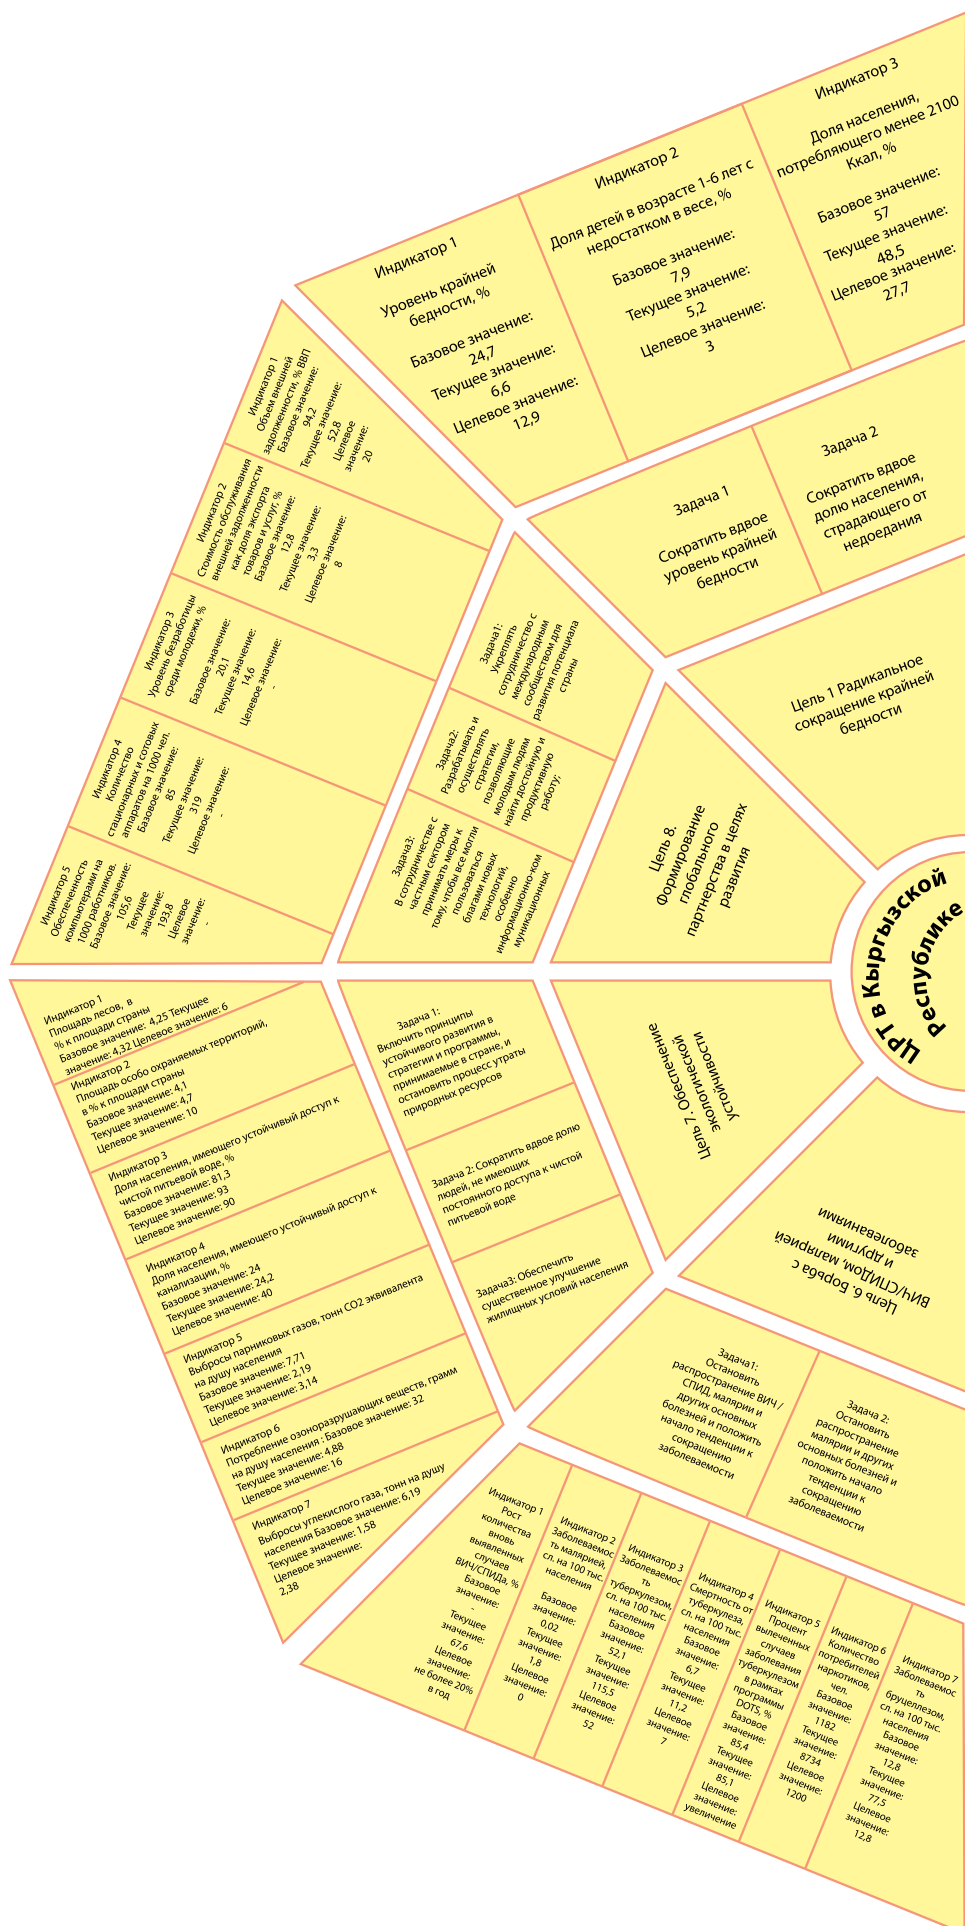 ЦРТ в Кыргызской
Республике
Цель 1 Радикальное
сокращение крайней
бедности
Задача 1
Сократить вдвое
уровень крайней
бедности
Задача 2
Сократить вдвое
долю населения,
страдающего от
недоедания
Индикатор 1
Уровень крайней
бедности, %
Базовое значение:
24,7
Текущее значение:
6,6
Целевое значение:
12,9
Индикатор 2
Доля детей в возрасте 1-6 лет с
недостатком в весе, %
Базовое значение:
7,9
Текущее значение:
5,2
Целевое значение:
3
Индикатор 3
Доля населения,
потребляющего менее 2100
Ккал, %
Базовое значение:
57
Текущее значение:
48,5
Целевое значение:
27,7
Цель 8.
Формирование
глобального
партнерства в целях
развития
Задача1:
Укреплять
сотрудничество с
международным
сообществом для
развития потенциала
страны
Задача2:
Разрабатывать и
осуществлять
стратегии,
позволяющие
молодым людям
найти достойную и
продуктивную
работу;
Задача3:
В сотрудничестве с
частным сектором
принимать меры к
тому, чтобы все могли
пользоваться
благами новых
технологий,
особенно
информационно-ком
муникационных
Индикатор 1
Объем внешней
задолженности, % ВВП
Базовое значение:
94,2
Текущее значение:
52,8
Целевое
значение:
20
Индикатор 2
Стоимость обслуживания
внешней задолженности
как доля экспорта
товаров и услуг, %
Базовое значение:
12,8
Текущее значение:
3,3
Целевое значение:
8
Индикатор 3
Уровень безработицы
среди молодежи, %
Базовое значение:
20,1
Текущее значение:
14,6
Целевое значение:
-
Индикатор 4
Количество
стационарных и сотовых
аппаратов на 1000 чел.
Базовое значение:
85
Текущее значение:
319
Целевое значение:
-
Индикатор 5
Обеспеченность
компьютерами на
1000 работников.
Базовое значение:
105,6
Текущее
значение:
193,8
Целевое
значение:
-
Цель 7. Обеспечение
экологической
устойчивости
Задача 1:
Включить принципы
устойчивого развития в
стратегии и программы,
принимаемые в стране, и
остановить процесс утраты
природных ресурсов
Задача 2: Сократить вдвое долю
людей, не имеющих
постоянного доступа к чистой
питьевой воде
Задача3: Обеспечить
существенное улучшение
жилищных условий населения
Индикатор 1
Площадь лесов, в
% к площади страны
Базовое значение: 4,25 Текущее
значение: 4,32 Целевое значение: 6
Индикатор 2
Площадь особо охраняемых территорий,
в % к площади страны
Базовое значение: 4,1
Текущее значение: 4,7
Целевое значение: 10
Индикатор 3
Доля населения, имеющего устойчивый доступ к
чистой питьевой воде, %
Базовое значение: 81,3
Текущее значение: 93
Целевое значение: 90
Индикатор 4
Доля населения, имеющего устойчивый доступ к
канализации, %
Базовое значение: 24
Текущее значение: 24,2
Целевое значение: 40
Индикатор 5
Выбросы парниковых газов, тонн СО2 эквивалента
на душу населения
Базовое значение: 7,71
Текущее значение: 2,19
Целевое значение: 3,14
Индикатор 6
Потребление озоноразрушающих веществ, грамм
на душу населения : Базовое значение: 32
Текущее значение: 4,88
Целевое значение: 16
Индикатор 7
Выбросы углекислого газа, тонн на душу
населения Базовое значение: 6,19
Текущее значение: 1,58
Целевое значение:
2,38
Цель 6. Борьба с
ВИЧ/СПИДом, малярией
и другими
заболеваниями
Задача1:
Остановить
распространение ВИЧ /
СПИД, малярии и
других основных
болезней и положить
начало тенденции к
сокращению
заболеваемости
Задача 2:
Остановить
распространение
малярии и других
основных болезней и
положить начало
тенденции к
сокращению
заболеваемости
Индикатор 1
Рост
количества
вновь
выявленных
случаев
ВИЧ/СПИДа, %
Базовое
значение:
-
Текущее
значение:
67,6
Целевое
значение:
не более 20%
в год
Индикатор 2
Заболеваемос
ть малярией,
сл. на 100 тыс.
населения
Базовое
значение:
0,02
Текущее
значение:
1,8
Целевое
значение:
0
Индикатор 3
Заболеваемос
ть
туберкулезом,
сл. на 100 тыс.
населения
Базовое
значение:
52,1
Текущее
значение:
115,5
Целевое
значение:
52
Индикатор 4
Смертность от
туберкулеза,
сл. на 100 тыс.
населения
Базовое
значение:
6,7
Текущее
значение:
11,2
Целевое
значение:
7
Индикатор 5
Процент
вылеченных
случаев
заболевания
туберкулезом
в рамках
программы
DOTS, %
Базовое
значение:
85,4
Текущее
значение:
85,1
Целевое
значение:
увеличение
Индикатор 6
Количество
потребителей
наркотиков,
чел.
Базовое
значение:
1182
Текущее
значение:
8734
Целевое
значение:
1200
Индикатор 7
Заболеваемос
ть
бруцеллезом,
сл. на 100 тыс.
населения
Базовое
значение:
12,8
Текущее
значение:
77,5
Целевое
значение:
12,8